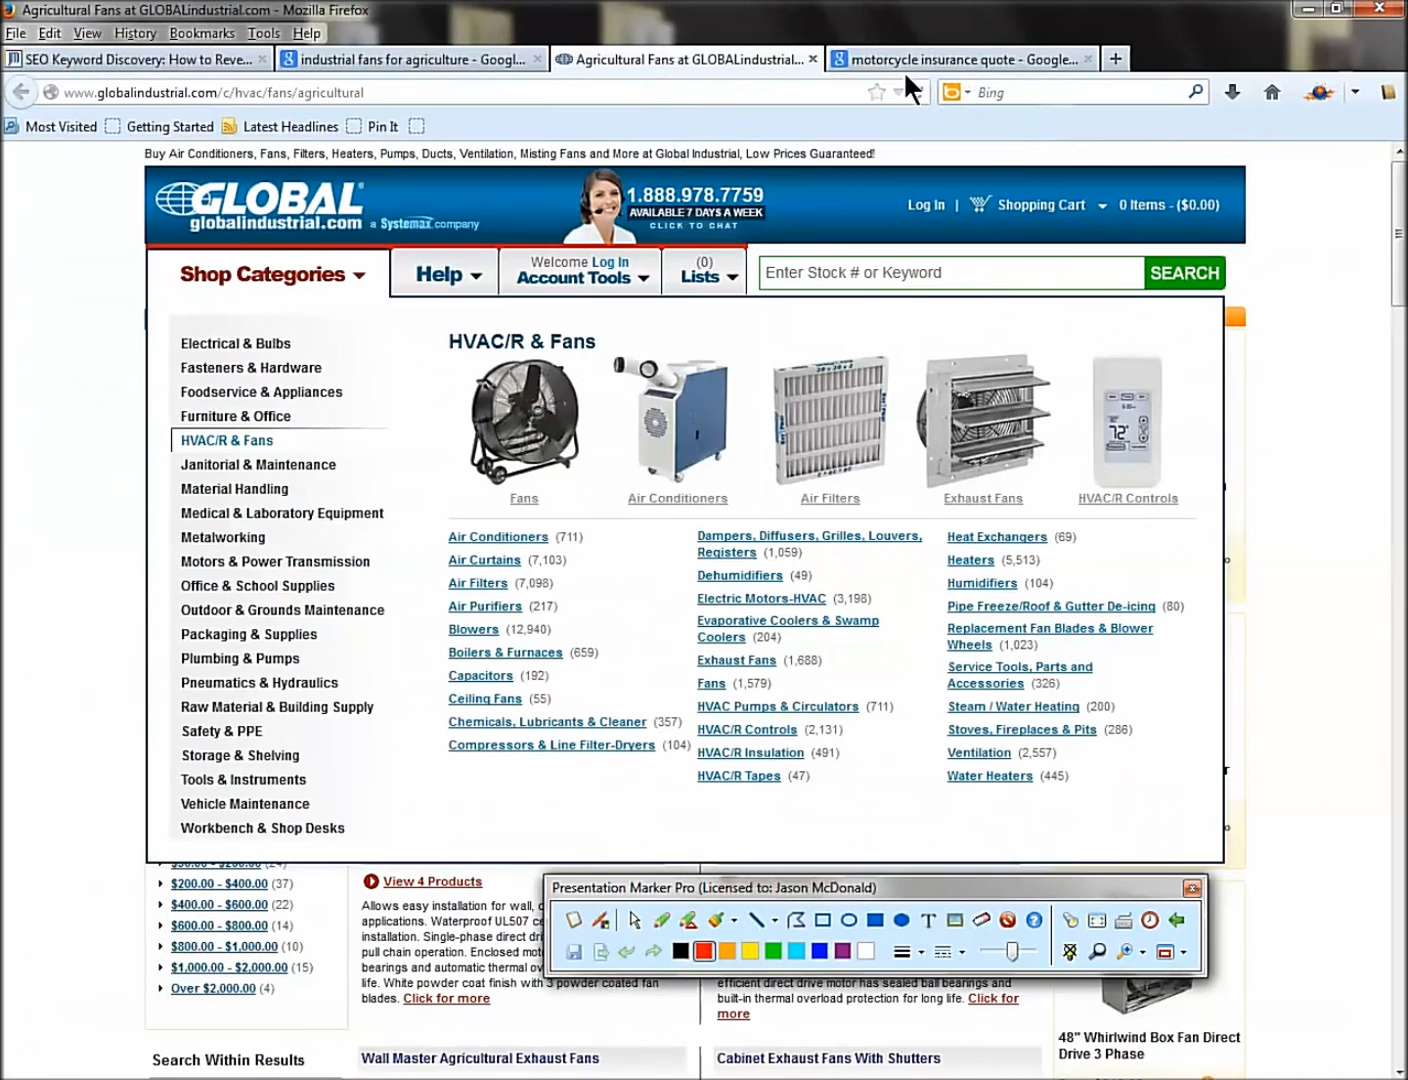 Agricultural Fans at GLOBALindustrial.com - Mozilla Firefox
File Edit View History Bookmarks Tools Help
SEO Keyword Discovery: How to Reve...
industrial fans for agriculture - Googl...
Agricultural Fans at GLOBALindustrial...
motorcycle insurance quote - Google...
www.globalindustrial.com/c/hvac/fans/agricultural
Bing
Most Visited Getting Started Latest Headlines Pin It
Buy Air Conditioners, Fans, Filters, Heaters, Pumps, Ducts, Ventilation, Misting Fans and More at Global Industrial, Low Prices Guaranteed!
GLOBAL
globalindustrial.com a Systemax company
1.888.978.7759
AVAILABLE 7 DAYS A WEEK
CLICK TO CHAT
Log In | Shopping Cart 0 Items - ($0.00)
Shop Categories
Help
Welcome Log In
Account Tools
(0)
Lists
Enter Stock # or Keyword
SEARCH
Electrical & Bulbs
Fasteners & Hardware
Foodservice & Appliances
Furniture & Office
HVAC/R & Fans
Janitorial & Maintenance
Material Handling
Medical & Laboratory Equipment
Metalworking
Motors & Power Transmission
Office & School Supplies
Outdoor & Grounds Maintenance
Packaging & Supplies
Plumbing & Pumps
Pneumatics & Hydraulics
Raw Material & Building Supply
Safety & PPE
Storage & Shelving
Tools & Instruments
Vehicle Maintenance
Workbench & Shop Desks
HVAC/R & Fans
72°
Fans
Air Conditioners
Air Filters
Exhaust Fans
HVAC/R Controls
Air Conditioners (711)
Air Curtains (7,103)
Air Filters (7,098)
Air Purifiers (217)
Blowers (12,940)
Boilers & Furnaces (659)
Capacitors (192)
Ceiling Fans (55)
Chemicals, Lubricants & Cleaner (357)
Compressors & Line Filter-Dryers (104)
Dampers, Diffusers, Grilles, Louvers,
Registers (1,059)
Dehumidifiers (49)
Electric Motors-HVAC (3,198)
Evaporative Coolers & Swamp
Coolers (204)
Exhaust Fans (1,688)
Fans (1,579)
HVAC Pumps & Circulators (711)
HVAC/R Controls (2,131)
HVAC/R Insulation (491)
HVAC/R Tapes (47)
Heat Exchangers (69)
Heaters (5,513)
Humidifiers (104)
Pipe Freeze/Roof & Gutter De-icing (80)
Replacement Fan Blades & Blower
Wheels (1,023)
Service Tools, Parts and
Accessories (326)
Steam / Water Heating (200)
Stoves, Fireplaces & Pits (286)
Ventilation (2,557)
Water Heaters (445)
$200.00 - $400.00 (37)
$400.00 - $600.00 (22)
$600.00 - $800.00 (14)
$800.00 - $1,000.00 (10)
$1,000.00 - $2,000.00 (15)
Over $2,000.00 (4)
Search Within Results
View 4 Products
Allows easy installation for wall,
applications. Waterproof UL507
installation. Single-phase direct
pull chain operation. Enclosed
bearings and automatic thermal
life. White powder coat finish with 3 powder coated fan
blades. Click for more
Presentation Marker Pro (Licensed to: Jason McDonald)
T
efficient direct drive motor has sealed ball bearings and
built-in thermal overload protection for long life. Click for
more
48" Whirlwind Box Fan Direct
Drive 3 Phase
Wall Master Agricultural Exhaust Fans
Cabinet Exhaust Fans With Shutters